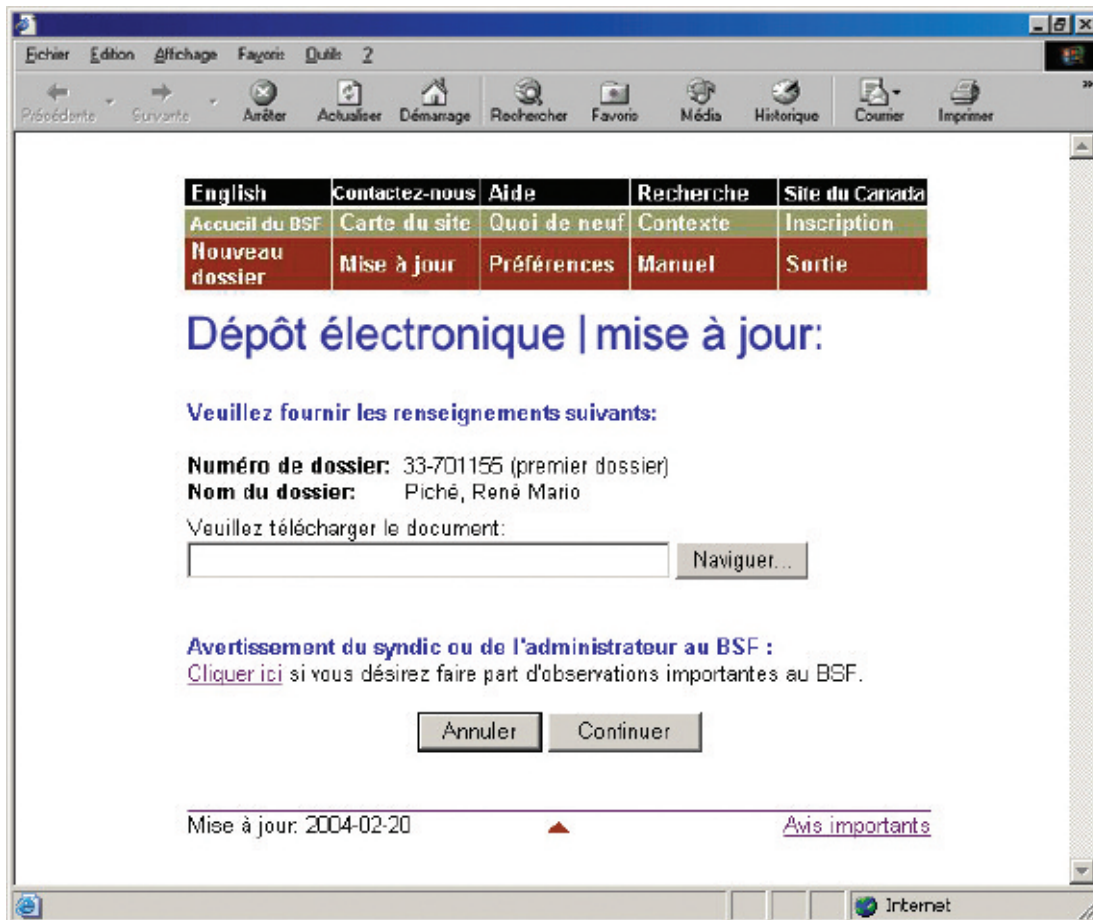 Fichier Edition Affichage Favoris Outils ?
Précédente Suivante Arrêter Actualiser Démarrage Rechercher Favoris Média Historique Courrier Imprimer
English Contactez-nous Aide Recherche Site du Canada
Accueil du BSF Carte du site Quoi de neuf Contexte Inscription
Nouveau dossier Mise à jour Préférences Manuel Sortie
Dépôt électronique | mise à jour:
Veuillez fournir les renseignements suivants:
Numéro de dossier: 33-701155 (premier dossier)
Nom du dossier: Piché, René Mario
Veuillez télécharger le document:
Naviguer...
Avertissement du syndic ou de l'administrateur au BSF :
Cliquer ici si vous désirez faire part d'observations importantes au BSF.
Annuler Continuer
Mise à jour: 2004-02-20 Avis importants
Internet